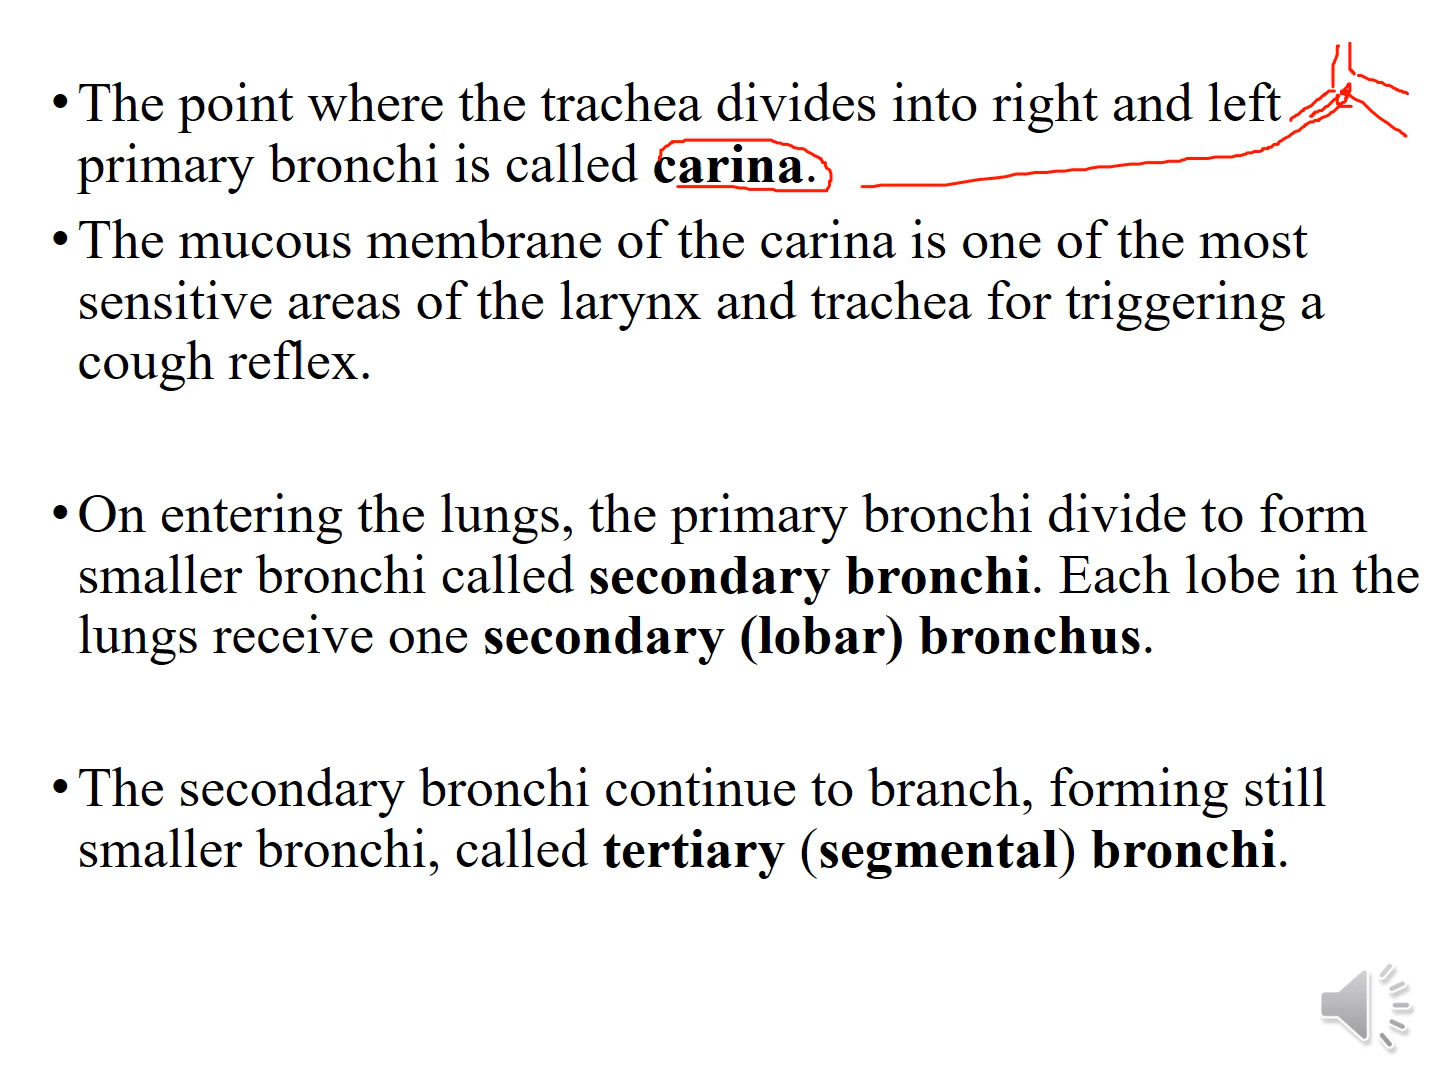 • The point where the trachea divides into right and left
primary bronchi is called carina.
• The mucous membrane of the carina is one of the most
sensitive areas of the larynx and trachea for triggering a
cough reflex.
• On entering the lungs, the primary bronchi divide to form
smaller bronchi called secondary bronchi. Each lobe in the
lungs receive one secondary (lobar) bronchus.
• The secondary bronchi continue to branch, forming still
smaller bronchi, called tertiary (segmental) bronchi.